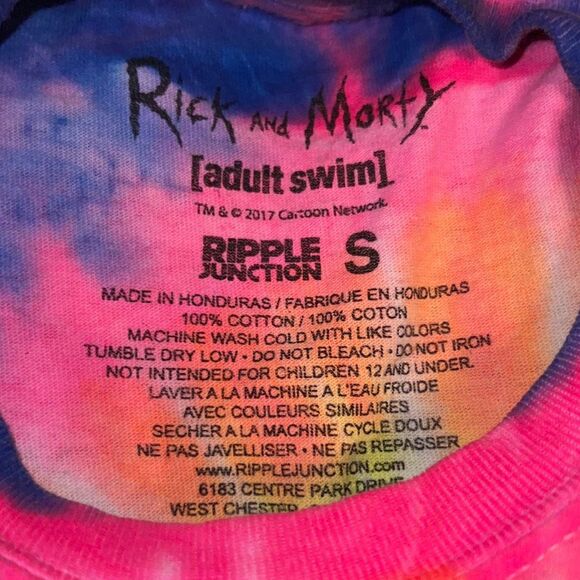 Rick and Morty
[adult swim]
TM & © 2017 Cartoon Network.
RIPPLE
JUNCTION
S
MADE IN HONDURAS / FABRIQUE EN HONDURAS
100% COTTON / 100% COTON
MACHINE WASH COLD WITH LIKE COLORS
TUMBLE DRY LOW • DO NOT BLEACH • DO NOT IRON
NOT INTENDED FOR CHILDREN 12 AND UNDER.
LAVER A LA MACHINE A L'EAU FROIDE
AVEC COULEURS SIMILAIRES
SECHER A LA MACHINE CYCLE DOUX
NE PAS JAVELLISER • NE PAS REPASSER
www.RIPPLEJUNCTION.com
6183 CENTRE PARK DRIVE
WEST CHESTER,